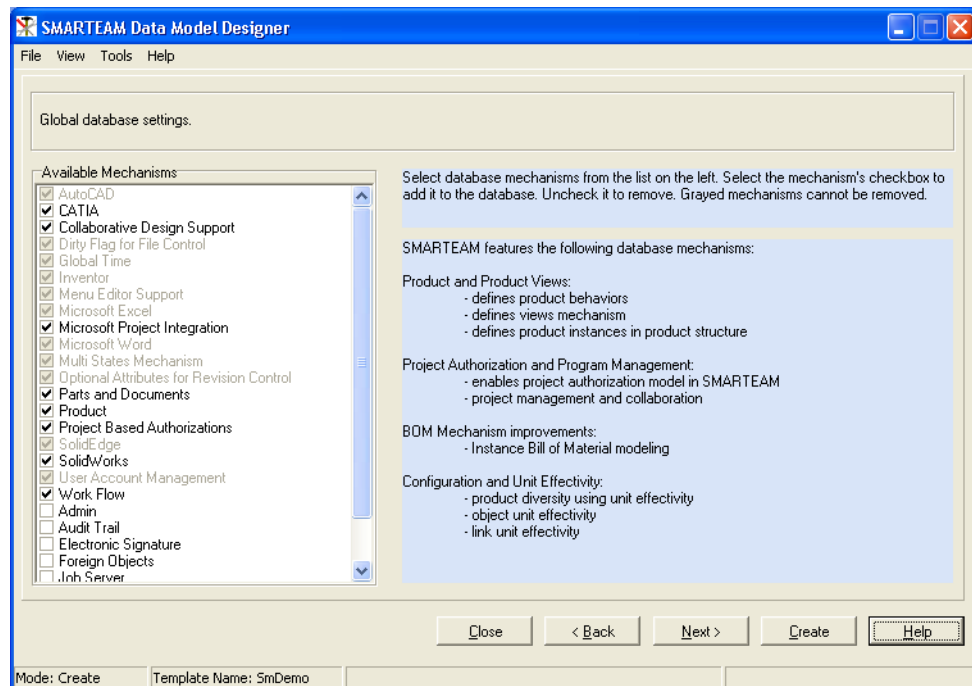 SMARTEAM Data Model Designer
File View Tools Help
Global database settings.
Available Mechanisms
AutoCAD
CATIA
Collaborative Design Support
Dirty Flag for File Control
Global Time
Inventor
Menu Editor Support
Microsoft Excel
Microsoft Project Integration
Microsoft Word
Multi States Mechanism
Optional Attributes for Revision Control
Parts and Documents
Product
Project Based Authorizations
SolidEdge
SolidWorks
User Account Management
Work Flow
Admin
Audit Trail
Electronic Signature
Foreign Objects
Job Server
Select database mechanisms from the list on the left. Select the mechanism's checkbox to
add it to the database. Uncheck it to remove. Grayed mechanisms cannot be removed.
SMARTEAM features the following database mechanisms:
Product and Product Views:
- defines product behaviors
- defines views mechanism
- defines product instances in product structure
Project Authorization and Program Management:
- enables project authorization model in SMARTEAM
- project management and collaboration
BOM Mechanism improvements:
- Instance Bill of Material modeling
Configuration and Unit Effectivity:
- product diversity using unit effectivity
- object unit effectivity
- link unit effectivity
Close < Back Next > Create Help
Mode: Create Template Name: SmDemo